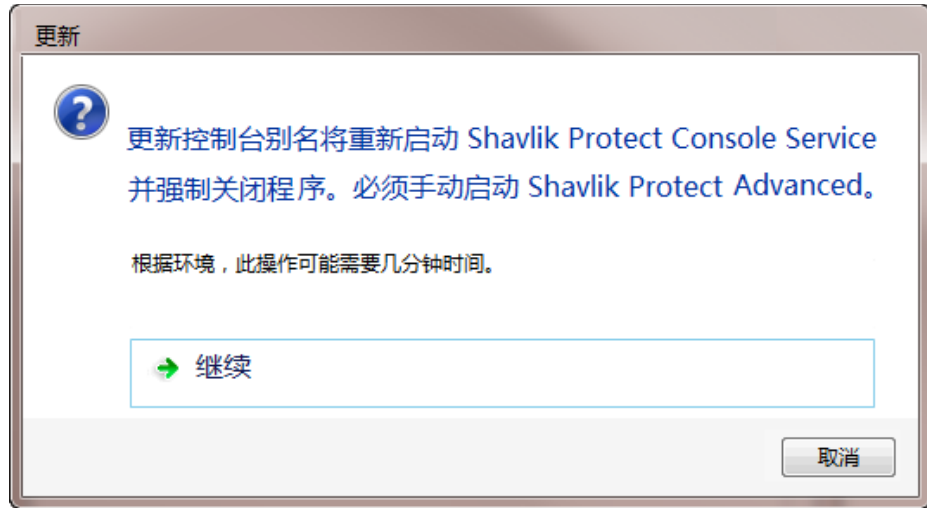 更新
更新控制台别名将重新启动 Shavlik Protect Console Service
并强制关闭程序。必须手动启动 Shavlik Protect Advanced。
根据环境，此操作可能需要几分钟时间。
继续
取消